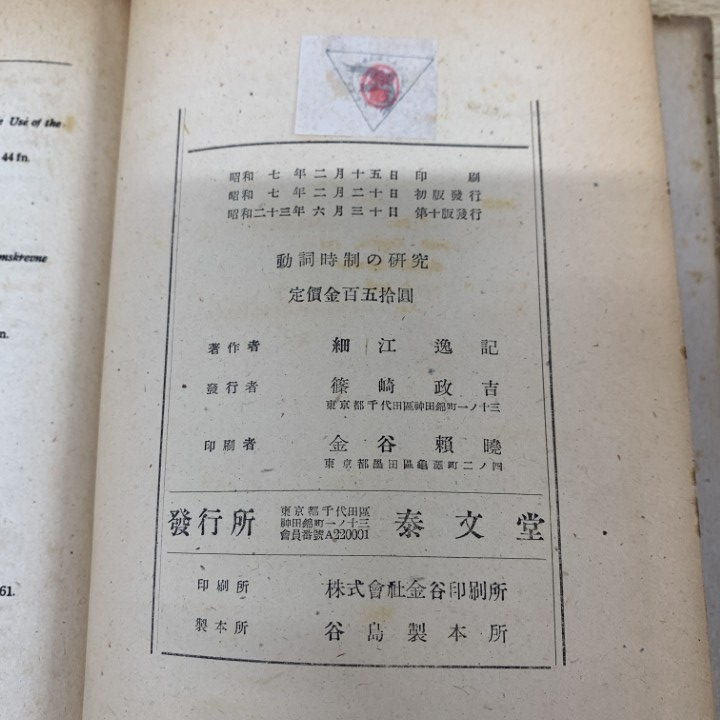 Use of the
44 fn.
mskrevne
n.
61.
昭和七年二月十五日 印刷
昭和七年二月二十日 初版發行
昭和二十三年六月三十日 第十版發行
動詞時制の硏究
定價金百五拾圓
著作者 細江逸記
發行者 篠崎政吉
東京都千代田區神田錦町一ノ十三
印刷者 金谷賴曉
東京都墨田區龜澤町二ノ四
發行所
東京都千代田區
神田錦町一ノ十三
會員番號A220001
泰文堂
印刷所 株式會社金谷印刷所
製本所 谷島製本所